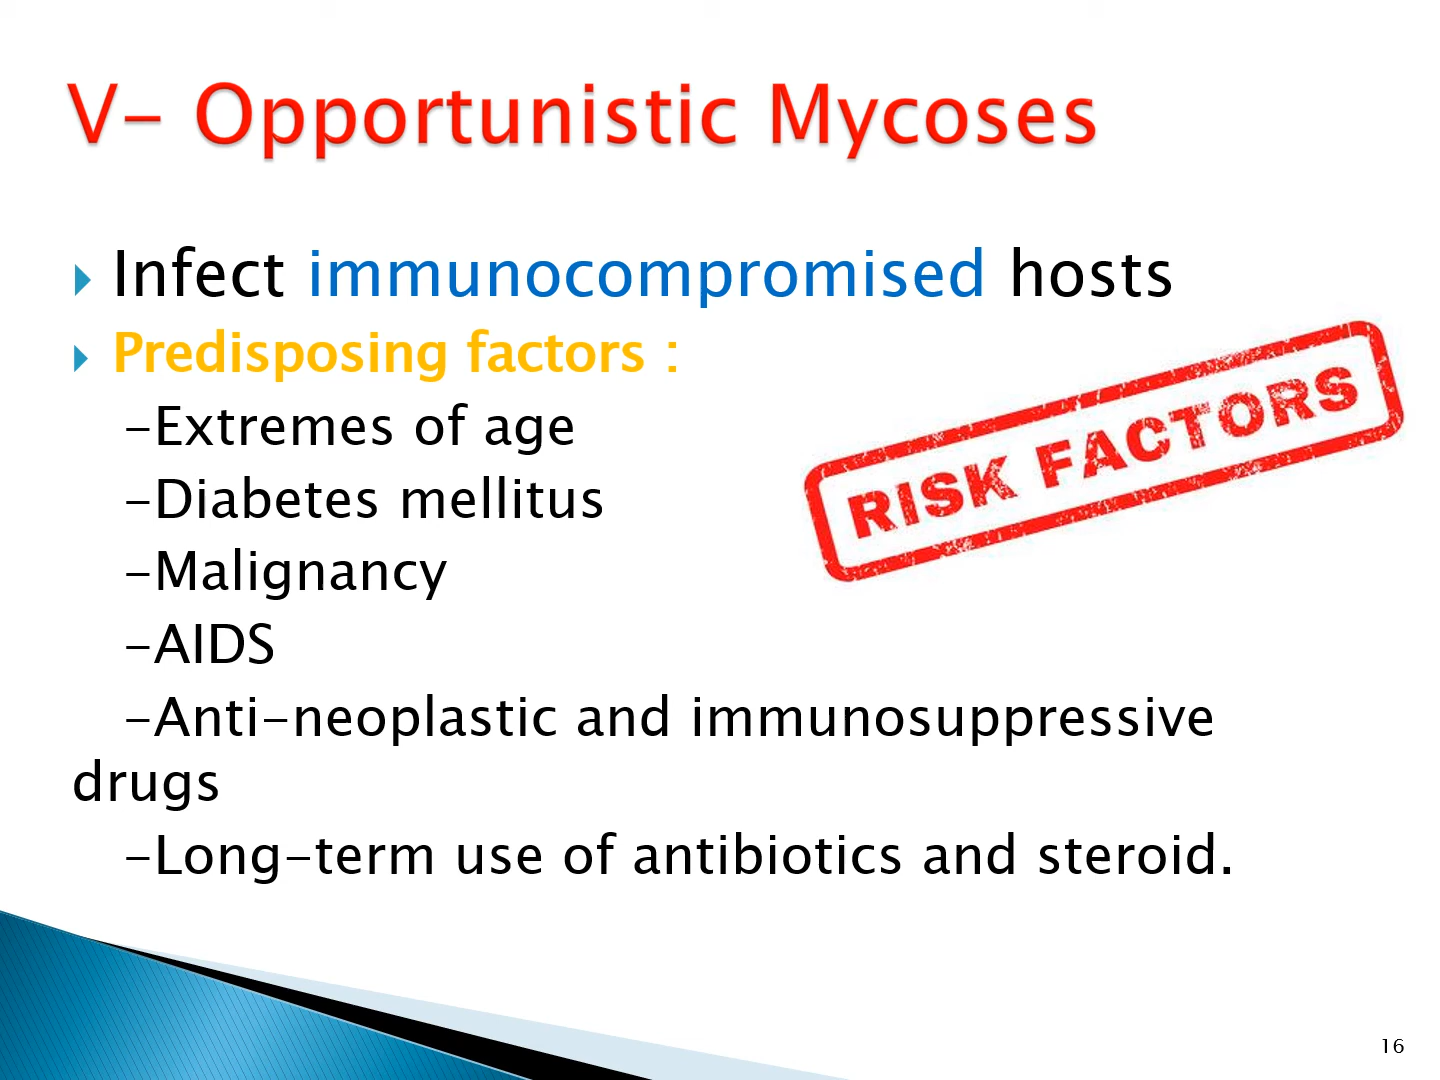 V- Opportunistic Mycoses
Infect immunocompromised hosts
Predisposing factors :
-Extremes of age
-Diabetes mellitus
-Malignancy
-AIDS
-Anti-neoplastic and immunosuppressive
drugs
-Long-term use of antibiotics and steroid.
RISK FACTORS
16